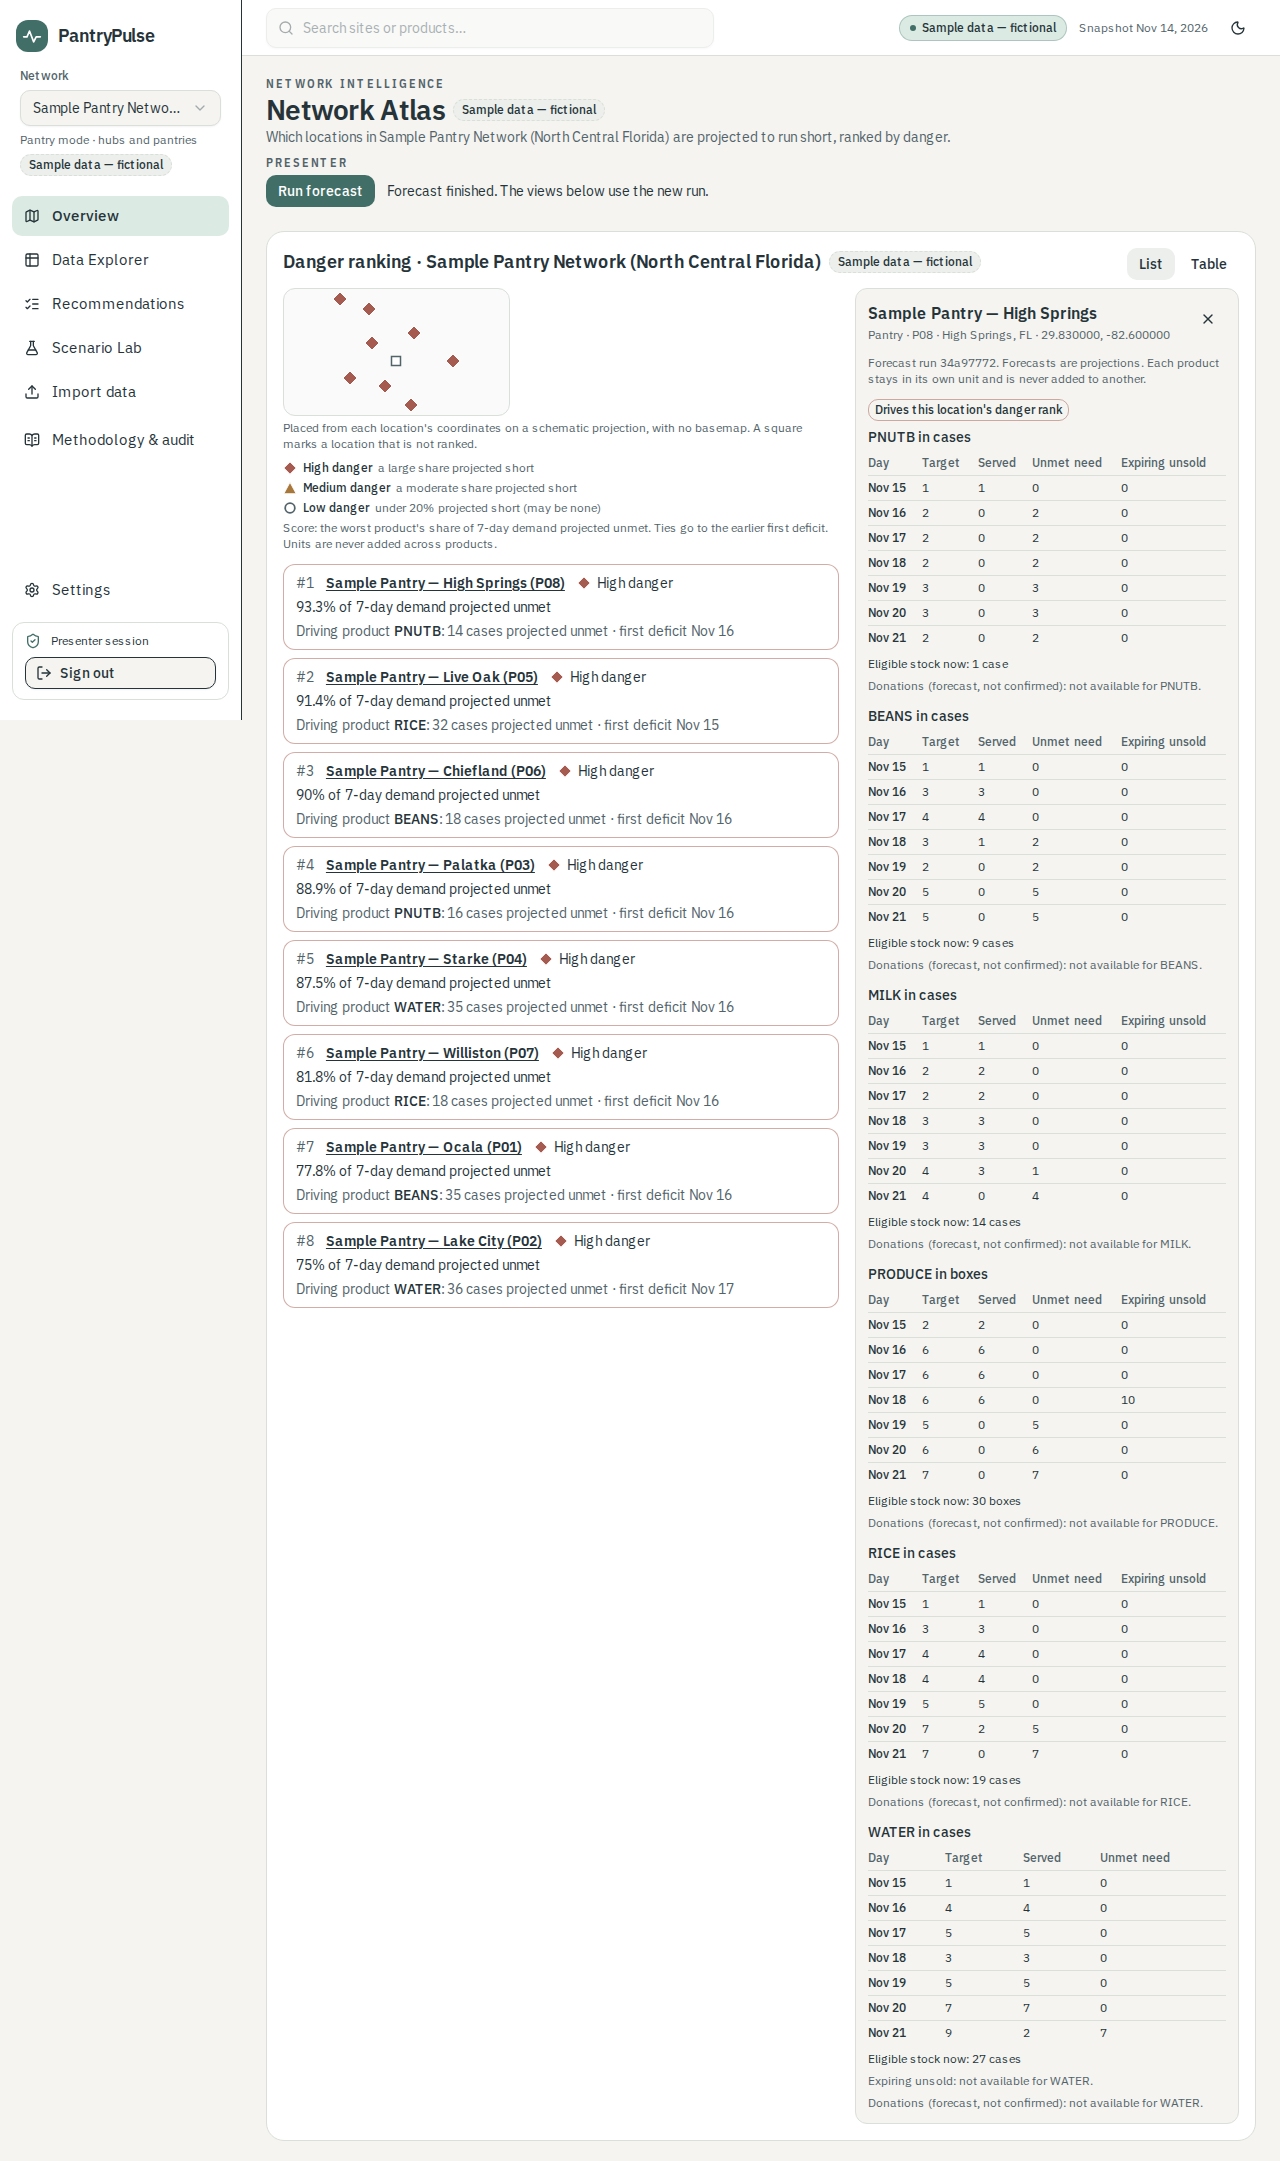 PantryPulse
Network
Sample Pantry Netwo...
Pantry mode · hubs and pantries
Sample data — fictional
Overview
Data Explorer
Recommendations
Scenario Lab
Import data
Methodology & audit
Settings
Presenter session
Sign out
Search sites or products...
Sample data — fictional
Snapshot Nov 14, 2026
NETWORK INTELLIGENCE
Network Atlas
Sample data — fictional
Which locations in Sample Pantry Network (North Central Florida) are projected to run short, ranked by danger.
PRESENTER
Run forecast
Forecast finished. The views below use the new run.
Danger ranking · Sample Pantry Network (North Central Florida)
Sample data — fictional
List
Table
Placed from each location's coordinates on a schematic projection, with no basemap. A square
marks a location that is not ranked.
High danger a large share projected short
Medium danger a moderate share projected short
Low danger under 20% projected short (may be none)
Score: the worst product's share of 7-day demand projected unmet. Ties go to the earlier first deficit.
Units are never added across products.
#1 Sample Pantry — High Springs (P08) High danger
93.3% of 7-day demand projected unmet
Driving product PNUTB: 14 cases projected unmet · first deficit Nov 16
#2 Sample Pantry — Live Oak (P05) High danger
91.4% of 7-day demand projected unmet
Driving product RICE: 32 cases projected unmet · first deficit Nov 15
#3 Sample Pantry — Chiefland (P06) High danger
90% of 7-day demand projected unmet
Driving product BEANS: 18 cases projected unmet · first deficit Nov 16
#4 Sample Pantry — Palatka (P03) High danger
88.9% of 7-day demand projected unmet
Driving product PNUTB: 16 cases projected unmet · first deficit Nov 16
#5 Sample Pantry — Starke (P04) High danger
87.5% of 7-day demand projected unmet
Driving product WATER: 35 cases projected unmet · first deficit Nov 16
#6 Sample Pantry — Williston (P07) High danger
81.8% of 7-day demand projected unmet
Driving product RICE: 18 cases projected unmet · first deficit Nov 16
#7 Sample Pantry — Ocala (P01) High danger
77.8% of 7-day demand projected unmet
Driving product BEANS: 35 cases projected unmet · first deficit Nov 16
#8 Sample Pantry — Lake City (P02) High danger
75% of 7-day demand projected unmet
Driving product WATER: 36 cases projected unmet · first deficit Nov 17
Sample Pantry — High Springs
Pantry · P08 · High Springs, FL · 29.830000, -82.600000
Forecast run 34a97772. Forecasts are projections. Each product
stays in its own unit and is never added to another.
Drives this location's danger rank
PNUTB in cases
Day Target Served Unmet need Expiring unsold
Nov 15 1 1 0 0
Nov 16 2 0 2 0
Nov 17 2 0 2 0
Nov 18 2 0 2 0
Nov 19 3 0 3 0
Nov 20 3 0 3 0
Nov 21 2 0 2 0
Eligible stock now: 1 case
Donations (forecast, not confirmed): not available for PNUTB.
BEANS in cases
Day Target Served Unmet need Expiring unsold
Nov 15 1 1 0 0
Nov 16 3 3 0 0
Nov 17 4 4 0 0
Nov 18 3 1 2 0
Nov 19 2 0 2 0
Nov 20 5 0 5 0
Nov 21 5 0 5 0
Eligible stock now: 9 cases
Donations (forecast, not confirmed): not available for BEANS.
MILK in cases
Day Target Served Unmet need Expiring unsold
Nov 15 1 1 0 0
Nov 16 2 2 0 0
Nov 17 2 2 0 0
Nov 18 3 3 0 0
Nov 19 3 3 0 0
Nov 20 4 3 1 0
Nov 21 4 0 4 0
Eligible stock now: 14 cases
Donations (forecast, not confirmed): not available for MILK.
PRODUCE in boxes
Day Target Served Unmet need Expiring unsold
Nov 15 2 2 0 0
Nov 16 6 6 0 0
Nov 17 6 6 0 0
Nov 18 6 6 0 10
Nov 19 5 0 5 0
Nov 20 6 0 6 0
Nov 21 7 0 7 0
Eligible stock now: 30 boxes
Donations (forecast, not confirmed): not available for PRODUCE.
RICE in cases
Day Target Served Unmet need Expiring unsold
Nov 15 1 1 0 0
Nov 16 3 3 0 0
Nov 17 4 4 0 0
Nov 18 4 4 0 0
Nov 19 5 5 0 0
Nov 20 7 2 5 0
Nov 21 7 0 7 0
Eligible stock now: 19 cases
Donations (forecast, not confirmed): not available for RICE.
WATER in cases
Day Target Served Unmet need
Nov 15 1 1 0
Nov 16 4 4 0
Nov 17 5 5 0
Nov 18 3 3 0
Nov 19 5 5 0
Nov 20 7 7 0
Nov 21 9 2 7
Eligible stock now: 27 cases
Expiring unsold: not available for WATER.
Donations (forecast, not confirmed): not available for WATER.